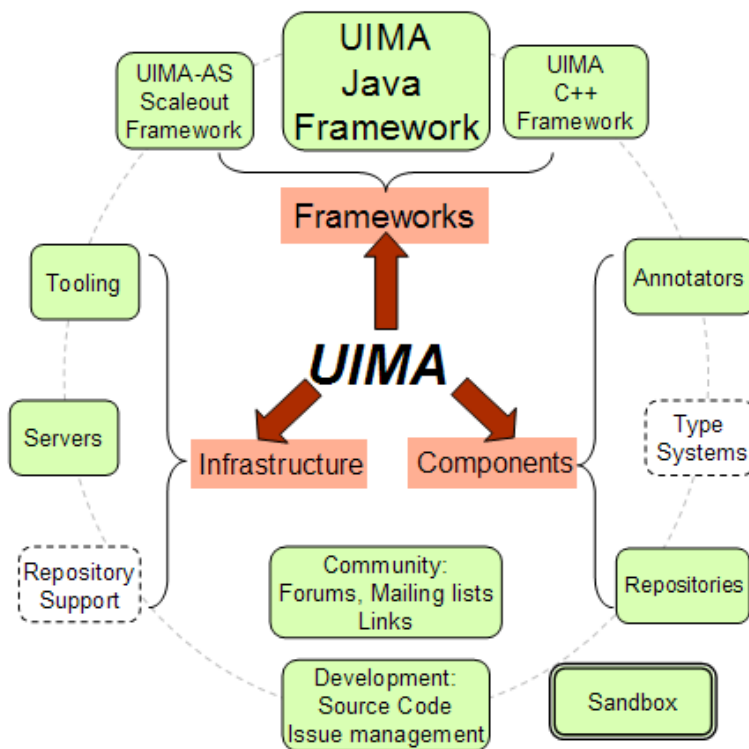 UIMA
Java
Framework
UIMA-AS
Scaleout
Framework
UIMA
C++
Framework
Frameworks
Tooling
Annotators
UIMA
Servers
Type
Systems
Infrastructure
Components
Repository
Support
Community:
Forums, Mailing lists
Links
Repositories
Development:
Source Code
Issue management
Sandbox